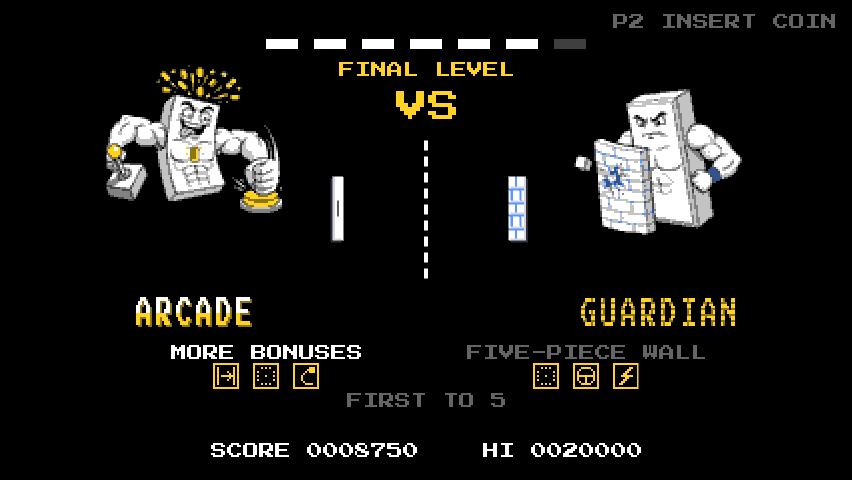 P2 INSERT COIN
FINAL LEVEL
VS
ARCADE
GUARDIAN
MORE BONUSES
FIVE-PIECE WALL
FIRST TO 5
SCORE 0008750
HI 0020000